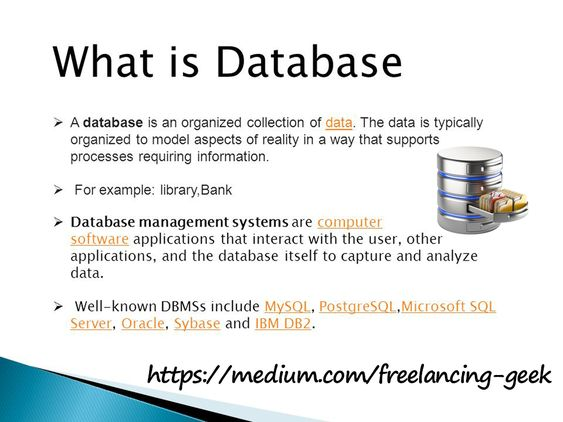 What is Database
➢ A database is an organized collection of data. The data is typically
organized to model aspects of reality in a way that supports
processes requiring information.
➢ For example: library,Bank
➢ Database management systems are computer
software applications that interact with the user, other
applications, and the database itself to capture and analyze
data.
➢ Well-known DBMSs include MySQL, PostgreSQL,Microsoft SQL
Server, Oracle, Sybase and IBM DB2.
https://medium.com/freelancing-geek